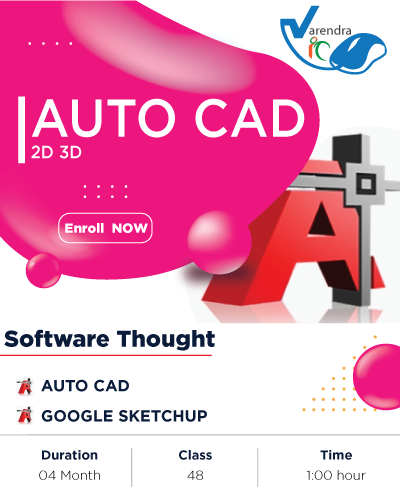 Varendra
ic
AUTO CAD
2D 3D
Enroll NOW
Software Thought
AUTO CAD
GOOGLE SKETCHUP
Duration
04 Month
Class
48
Time
1:00 hour